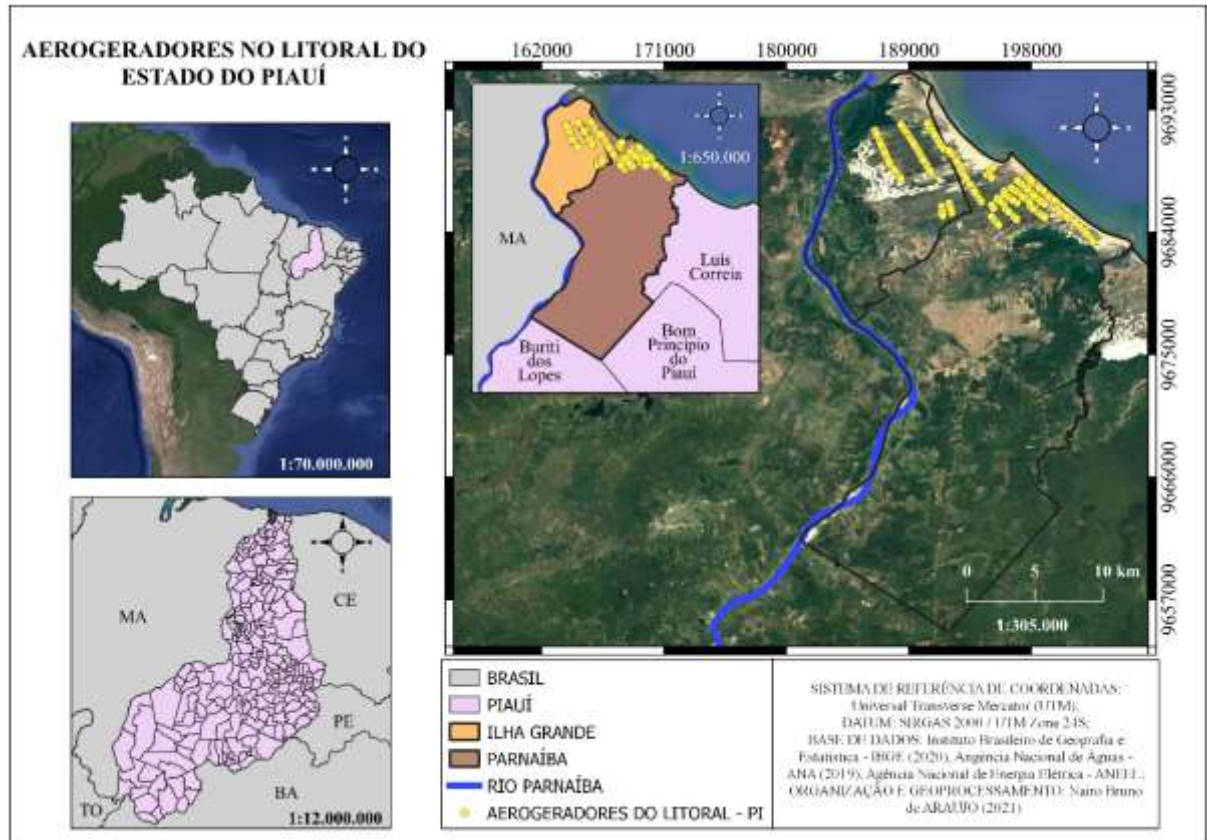 AEROGERADORES NO LITORAL DO
ESTADO DO PIAUÍ
1:70.000.000
MA
CE
PE
BA
TO
1:12.000.000
162000 171000 180000 189000 198000
9693000
9684000
9675000
9666000
9657000
1:650.000
MA
Luís
Correia
Buriti
dos
Lopes
Bom
Princípio
do
Piauí
0 5 10 km
1:305.000
BRASIL
PIAUÍ
ILHA GRANDE
PARNAÍBA
RIO PARNAÍBA
AEROGERADORES DO LITORAL - PI
SISTEMA DE REFERÊNCIA DE COORDENADAS:
Universal Transverse Mercator (UTM);
DATUM: SIRGAS 2000 / UTM Zone 24S;
BASE DE DADOS: Instituto Brasileiro de Geografia e
Estatística - IBGE (2020), Angência Nacional de Águas -
ANA (2019), Agência Nacional de Energia Elétrica - ANEEL.
ORGANIZAÇÃO E GEOPROCESSAMENTO: Nairo Bruno
de ARAUJO (2021)